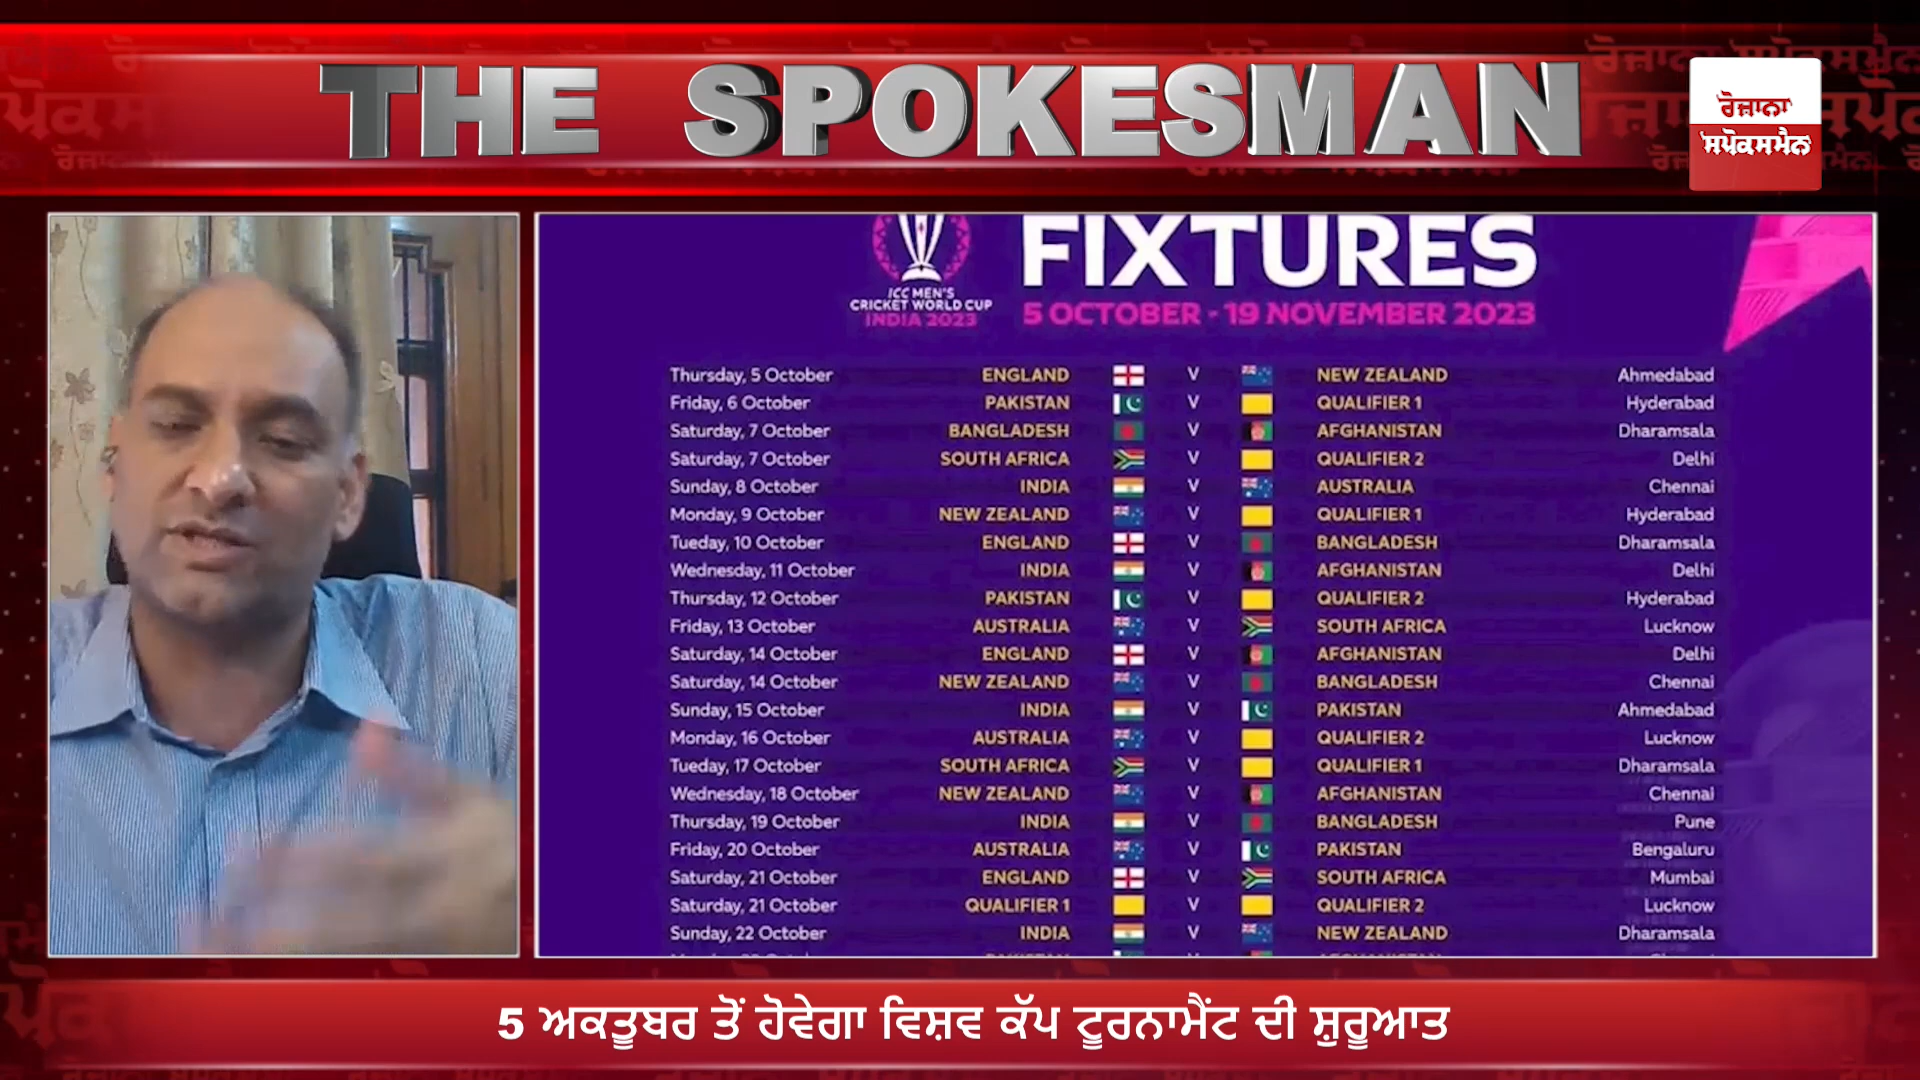 THE SPOKESMAN
ਰੋਜ਼ਾਨਾ
ਸਪੋਕਸਮੈਨ
FIXTURES
ICC MEN'S
CRICKET WORLD CUP
INDIA 2023
5 OCTOBER - 19 NOVEMBER 2023
Thursday, 5 October ENGLAND V NEW ZEALAND Ahmedabad
Friday, 6 October PAKISTAN V QUALIFIER 1 Hyderabad
Saturday, 7 October BANGLADESH V AFGHANISTAN Dharamsala
Saturday, 7 October SOUTH AFRICA V QUALIFIER 2 Delhi
Sunday, 8 October INDIA V AUSTRALIA Chennai
Monday, 9 October NEW ZEALAND V QUALIFIER 1 Hyderabad
Tueday, 10 October ENGLAND V BANGLADESH Dharamsala
Wednesday, 11 October INDIA V AFGHANISTAN Delhi
Thursday, 12 October PAKISTAN V QUALIFIER 2 Hyderabad
Friday, 13 October AUSTRALIA V SOUTH AFRICA Lucknow
Saturday, 14 October ENGLAND V AFGHANISTAN Delhi
Saturday, 14 October NEW ZEALAND V BANGLADESH Chennai
Sunday, 15 October INDIA V PAKISTAN Ahmedabad
Monday, 16 October AUSTRALIA V QUALIFIER 2 Lucknow
Tueday, 17 October SOUTH AFRICA V QUALIFIER 1 Dharamsala
Wednesday, 18 October NEW ZEALAND V AFGHANISTAN Chennai
Thursday, 19 October INDIA V BANGLADESH Pune
Friday, 20 October AUSTRALIA V PAKISTAN Bengaluru
Saturday, 21 October ENGLAND V SOUTH AFRICA Mumbai
Saturday, 21 October QUALIFIER 1 V QUALIFIER 2 Lucknow
Sunday, 22 October INDIA V NEW ZEALAND Dharamsala
5 ਅਕਤੂਬਰ ਤੋਂ ਹੋਵੇਗਾ ਵਿਸ਼ਵ ਕੱਪ ਟੂਰਨਾਮੈਂਟ ਦੀ ਸ਼ੁਰੂਆਤ